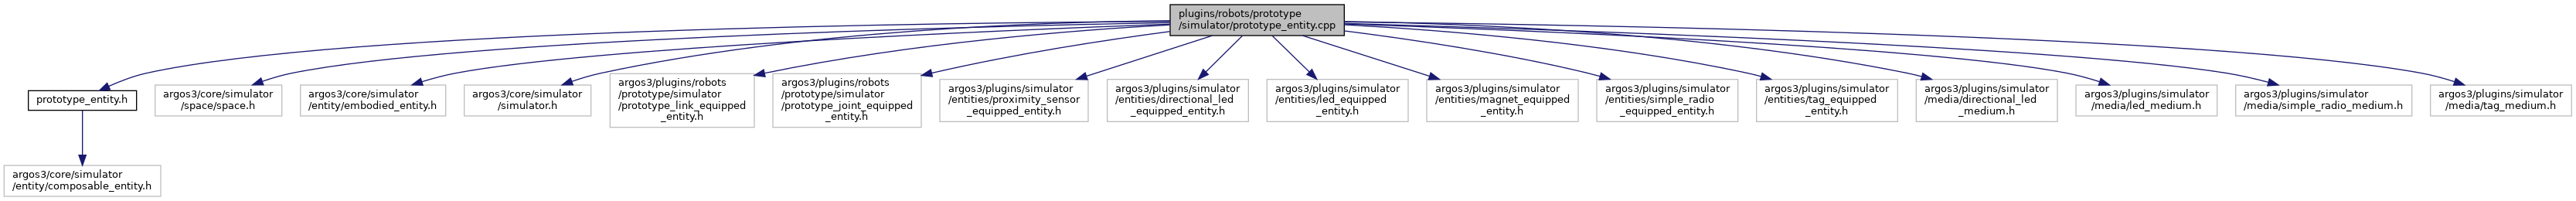 plugins/robots/prototype
/simulator/prototype_entity.cpp
prototype_entity.h
argos3/core/simulator
/space/space.h
argos3/core/simulator
/entity/embodied_entity.h
argos3/core/simulator
/simulator.h
argos3/plugins/robots
/prototype/simulator
/prototype_link_equipped
_entity.h
argos3/plugins/robots
/prototype/simulator
/prototype_joint_equipped
_entity.h
argos3/plugins/simulator
/entities/proximity_sensor
_equipped_entity.h
argos3/plugins/simulator
/entities/directional_led
_equipped_entity.h
argos3/plugins/simulator
/entities/led_equipped
_entity.h
argos3/plugins/simulator
/entities/magnet_equipped
_entity.h
argos3/plugins/simulator
/entities/simple_radio
_equipped_entity.h
argos3/plugins/simulator
/entities/tag_equipped
_entity.h
argos3/plugins/simulator
/media/directional_led
_medium.h
argos3/plugins/simulator
/media/led_medium.h
argos3/plugins/simulator
/media/simple_radio_medium.h
argos3/plugins/simulator
/media/tag_medium.h
argos3/core/simulator
/entity/composable_entity.h